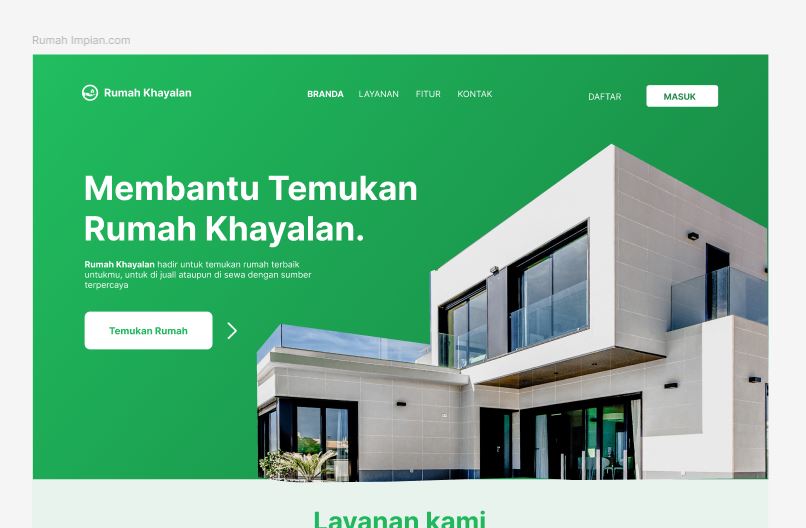 Rumah Impian.com
Rumah Khayalan
BRANDA LAYANAN FITUR KONTAK
DAFTAR MASUK
Membantu Temukan
Rumah Khayalan.
Rumah Khayalan hadir untuk temukan rumah terbaik
untukmu, untuk di juall ataupun di sewa dengan sumber
terpercaya
Temukan Rumah
Layanan kami